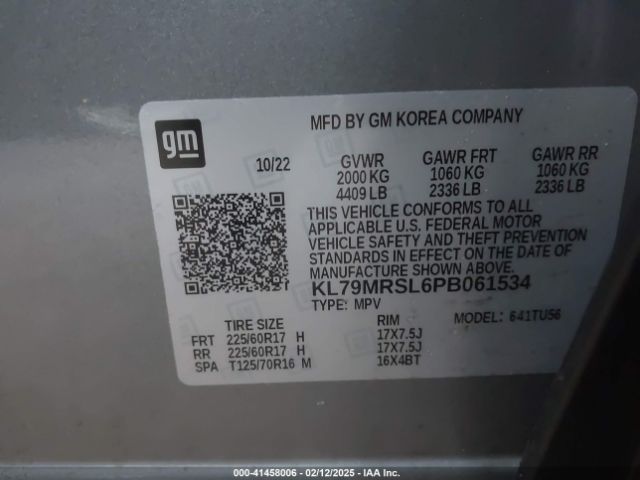 gm
MFD BY GM KOREA COMPANY
10/22 GVWR GAWR FRT GAWR RR
2000 KG 1060 KG 1060 KG
4409 LB 2336 LB 2336 LB
THIS VEHICLE CONFORMS TO ALL
APPLICABLE U.S. FEDERAL MOTOR
VEHICLE SAFETY AND THEFT PREVENTION
STANDARDS IN EFFECT ON THE DATE OF
MANUFACTURE SHOWN ABOVE.
KL79MRSL6PB061534
TYPE: MPV MODEL: 641TU56
TIRE SIZE RIM
FRT 225/60R17 H 17X7.5J
RR 225/60R17 H 17X7.5J
SPA T125/70R16 M 16X4BT
000-41458006 - 02/12/2025 - IAA Inc.